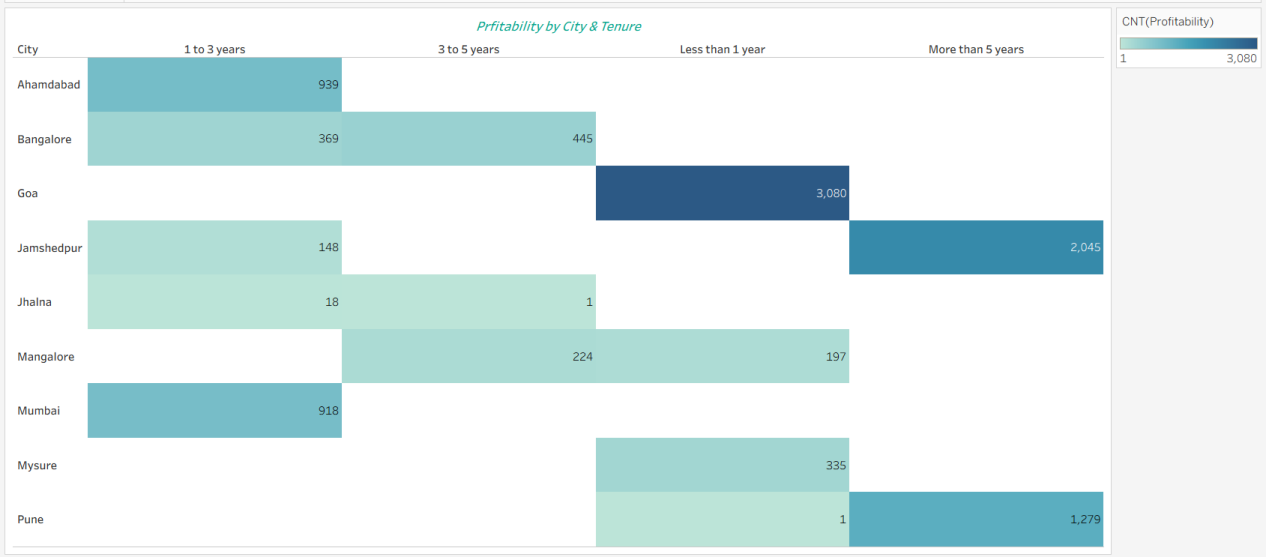 Prfitability by City & Tenure
City 1 to 3 years 3 to 5 years Less than 1 year More than 5 years
Ahamdabad 939
Bangalore 369 445
Goa 3,080
Jamshedpur 148 2,045
Jhalna 18 1
Mangalore 224 197
Mumbai 918
Mysure 335
Pune 1 1,279
CNT(Profitability)
1 3,080